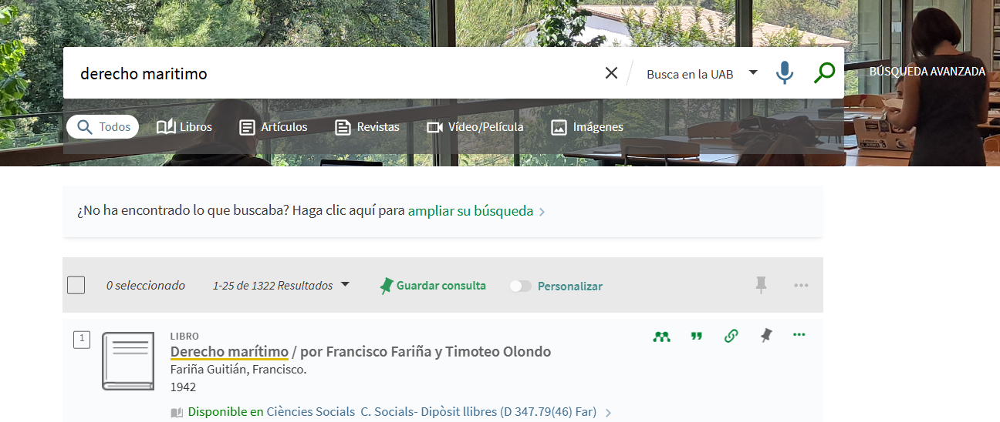 derecho maritimo
Busca en la UAB
BÚSQUEDA AVANZADA
Todos
Libros
Artículos
Revistas
Vídeo/Película
Imágenes
¿No ha encontrado lo que buscaba? Haga clic aquí para ampliar su búsqueda
0 seleccionado
1-25 de 1322 Resultados
Guardar consulta
Personalizar
1
LIBRO
Derecho marítimo / por Francisco Fariña y Timoteo Olondo
Fariña Guitián, Francisco.
1942
Disponible en Ciències Socials C. Socials- Dipòsit llibres (D 347.79(46) Far)